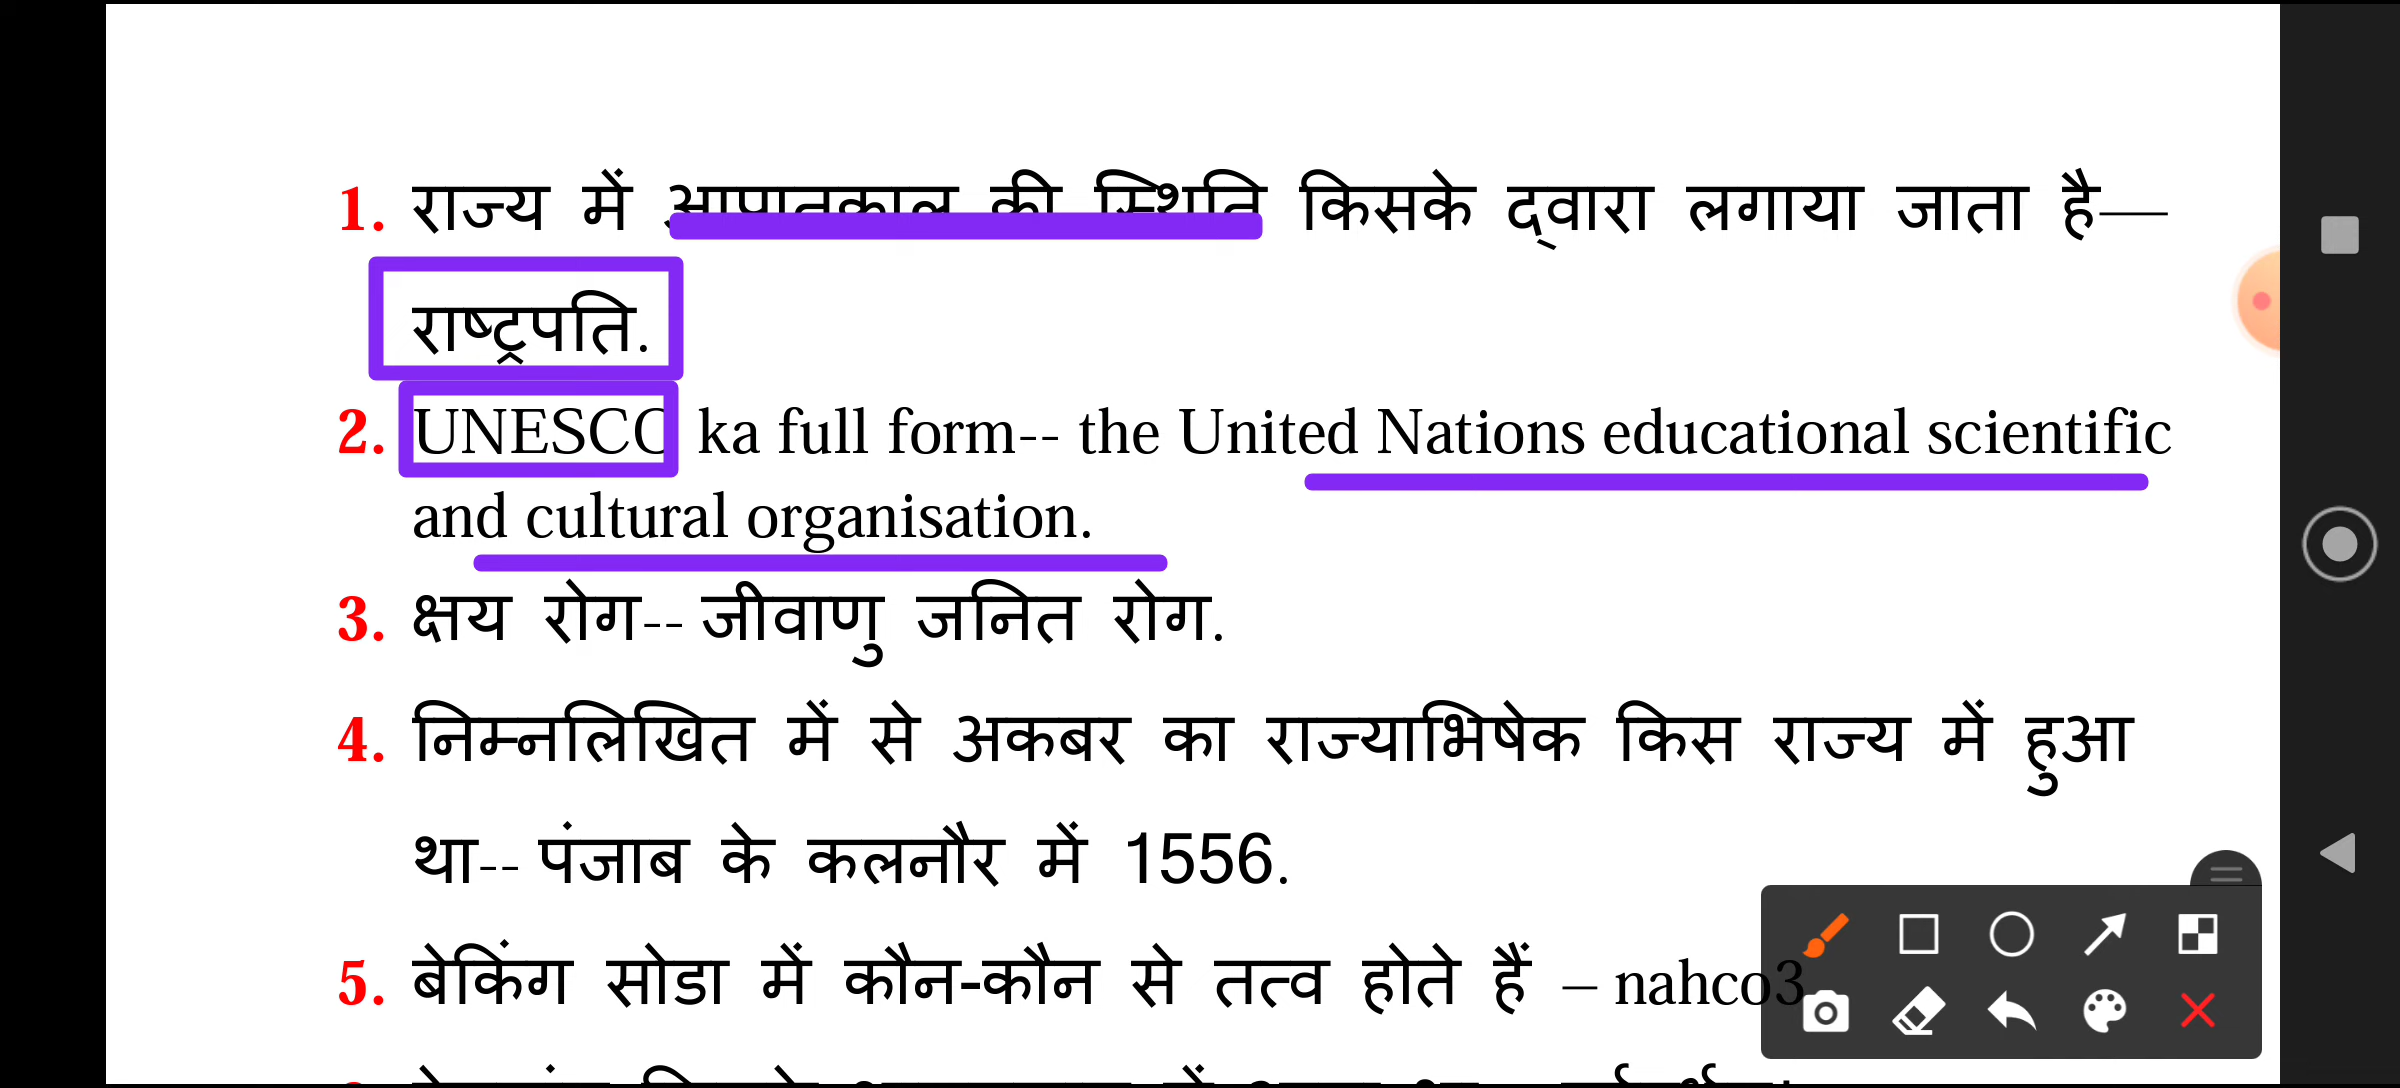 1. राज्य में आपातकाल की स्थिति किसके द्वारा लगाया जाता है—
राष्ट्रपति.
2. UNESCO ka full form-- the United Nations educational scientific
and cultural organisation.
3. क्षय रोग-- जीवाणु जनित रोग.
4. निम्नलिखित में से अकबर का राज्याभिषेक किस राज्य में हुआ
था-- पंजाब के कलनौर में 1556.
5. बेकिंग सोडा में कौन-कौन से तत्व होते हैं – nahco3